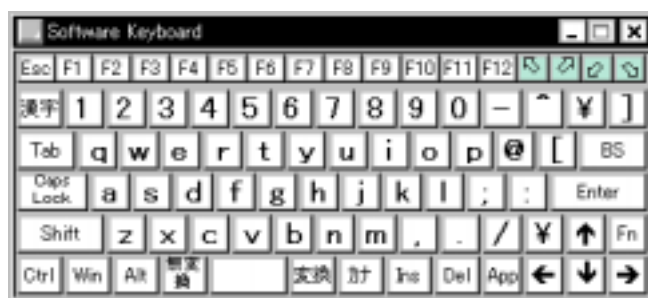 Software Keyboard
Esc F1 F2 F3 F4 F5 F6 F7 F8 F9 F10 F11 F12
漢字 1 2 3 4 5 6 7 8 9 0 - ^ ¥ ]
Tab q w e r t y u i o p @ [ BS
Caps Lock a s d f g h j k l ; : Enter
Shift z x c v b n m , . / ¥ ↑ Fn
Ctrl Win Alt 無変換 変換 カナ Ins Del App ← ↓ →